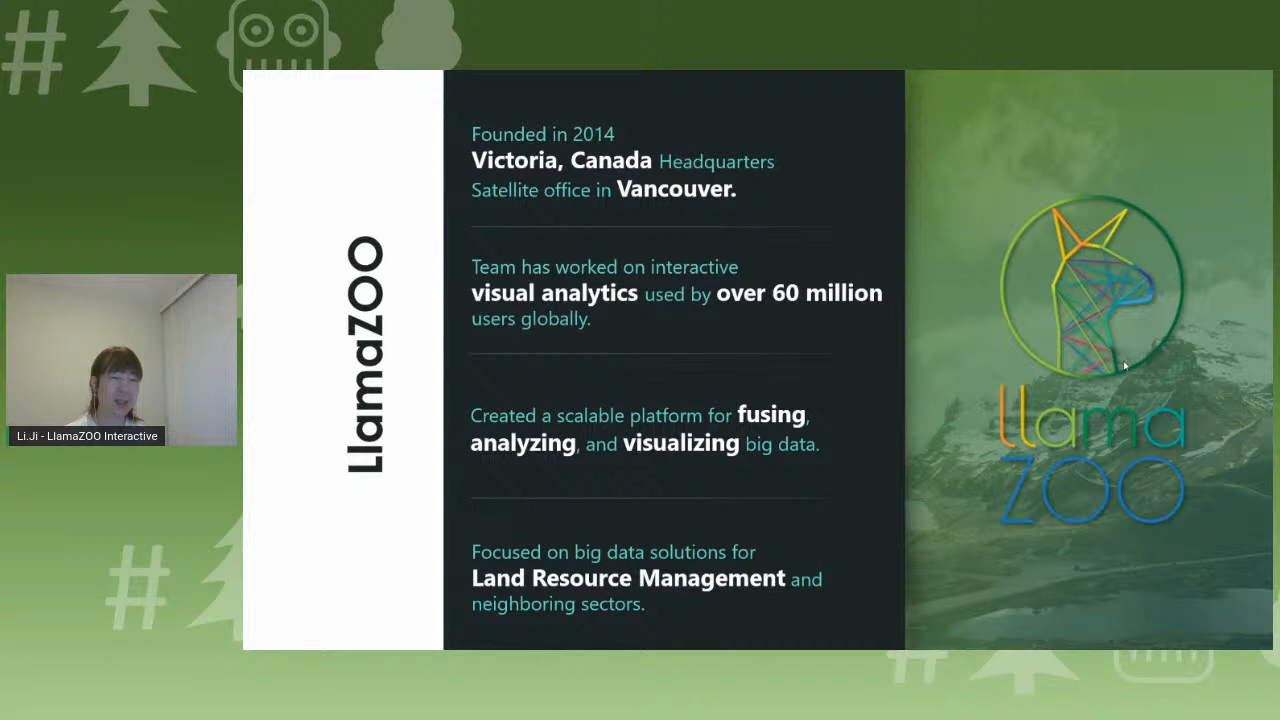 Li.Ji - LlamaZOO Interactive
LlamaZOO
Founded in 2014
Victoria, Canada Headquarters
Satellite office in Vancouver.
Team has worked on interactive
visual analytics used by over 60 million
users globally.
Created a scalable platform for fusing,
analyzing, and visualizing big data.
Focused on big data solutions for
Land Resource Management and
neighboring sectors.
llama
ZOO